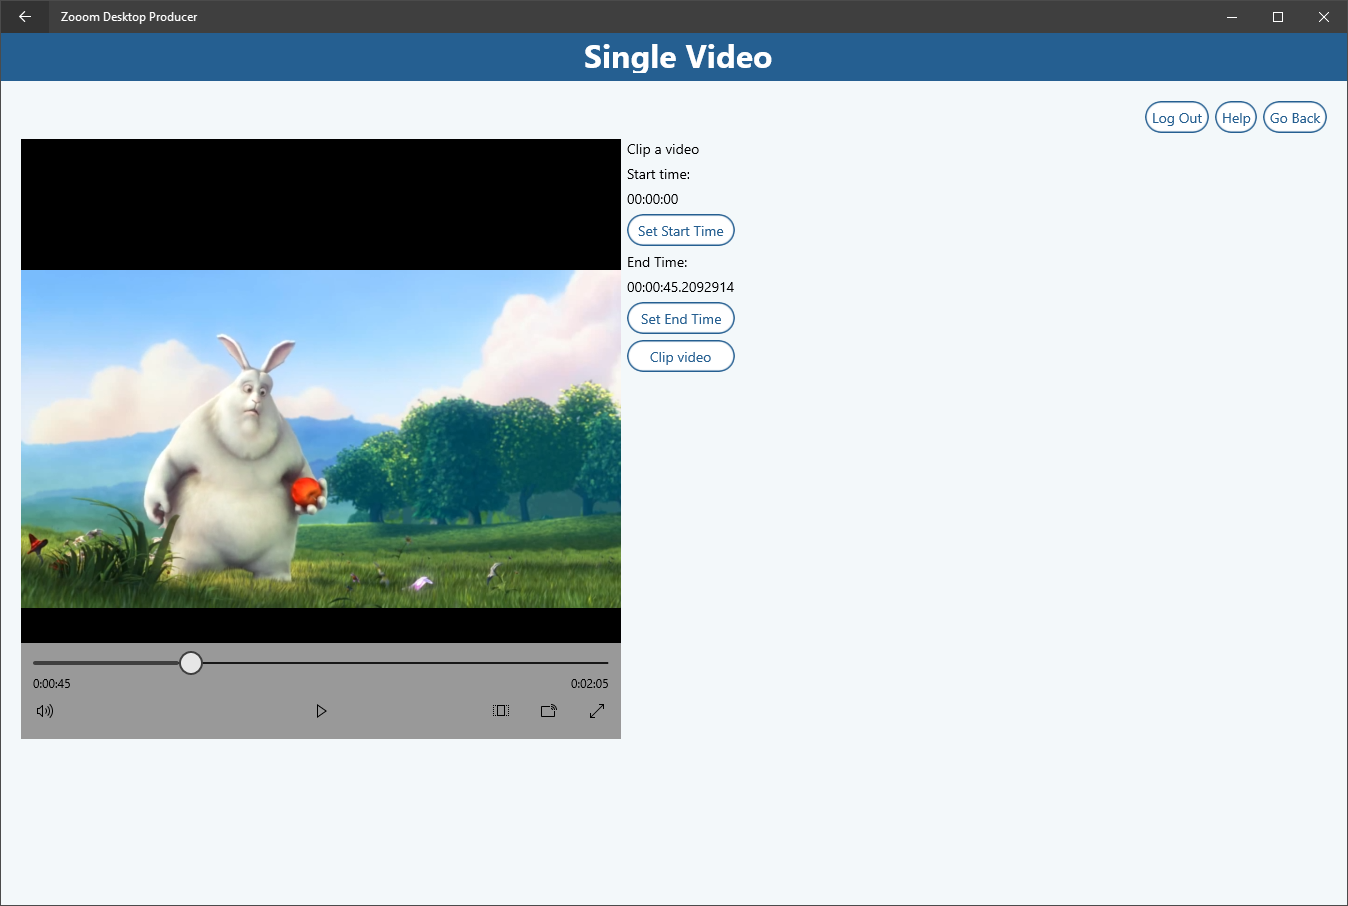 Zooom Desktop Producer
Single Video
Log Out Help Go Back
Clip a video
Start time:
00:00:00
Set Start Time
End Time:
00:00:45.2092914
Set End Time
Clip video
0:00:45 0:02:05